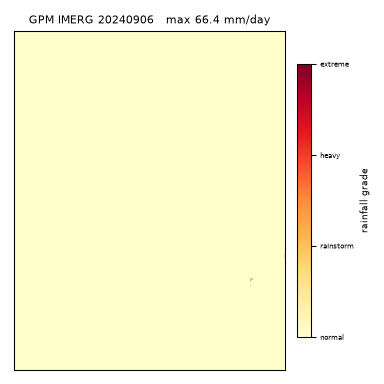 GPM IMERG 20240906   max 66.4 mm/day
extreme
heavy
rainstorm
normal
rainfall grade